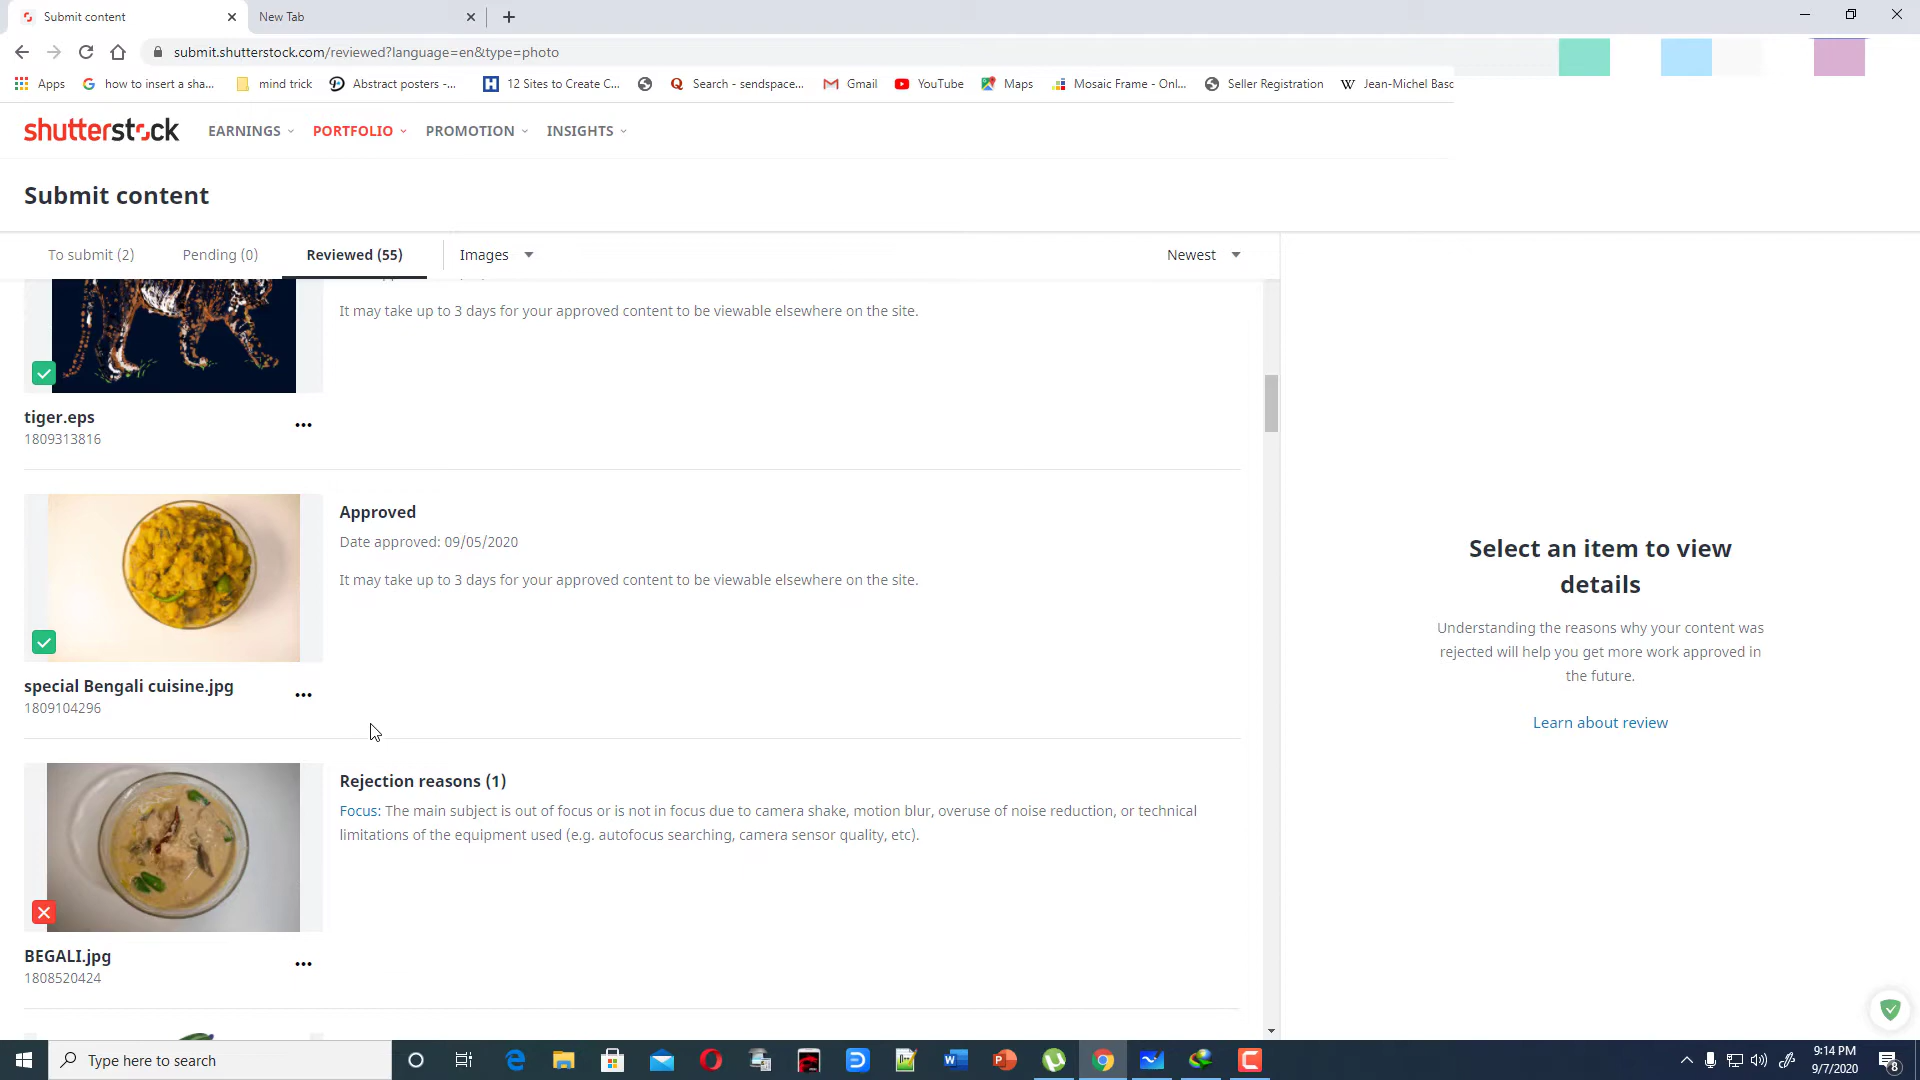 Submit content
New Tab
submit.shutterstock.com/reviewed?language=en&type=photo
Apps
how to insert a sha...
mind trick
Abstract posters -...
12 Sites to Create C...
Search - sendspace...
Gmail
YouTube
Maps
Mosaic Frame - Onl...
Seller Registration
Jean-Michel Basc
shutterstock
EARNINGS
PORTFOLIO
PROMOTION
INSIGHTS
Submit content
To submit (2)
Pending (0)
Reviewed (55)
Images
Newest
It may take up to 3 days for your approved content to be viewable elsewhere on the site.
tiger.eps
1809313816
Approved
Date approved: 09/05/2020
It may take up to 3 days for your approved content to be viewable elsewhere on the site.
special Bengali cuisine.jpg
1809104296
Rejection reasons (1)
Focus: The main subject is out of focus or is not in focus due to camera shake, motion blur, overuse of noise reduction, or technical
limitations of the equipment used (e.g. autofocus searching, camera sensor quality, etc).
BEGALI.jpg
1808520424
Select an item to view
details
Understanding the reasons why your content was
rejected will help you get more work approved in
the future.
Learn about review
Type here to search
9:14 PM
9/7/2020
8